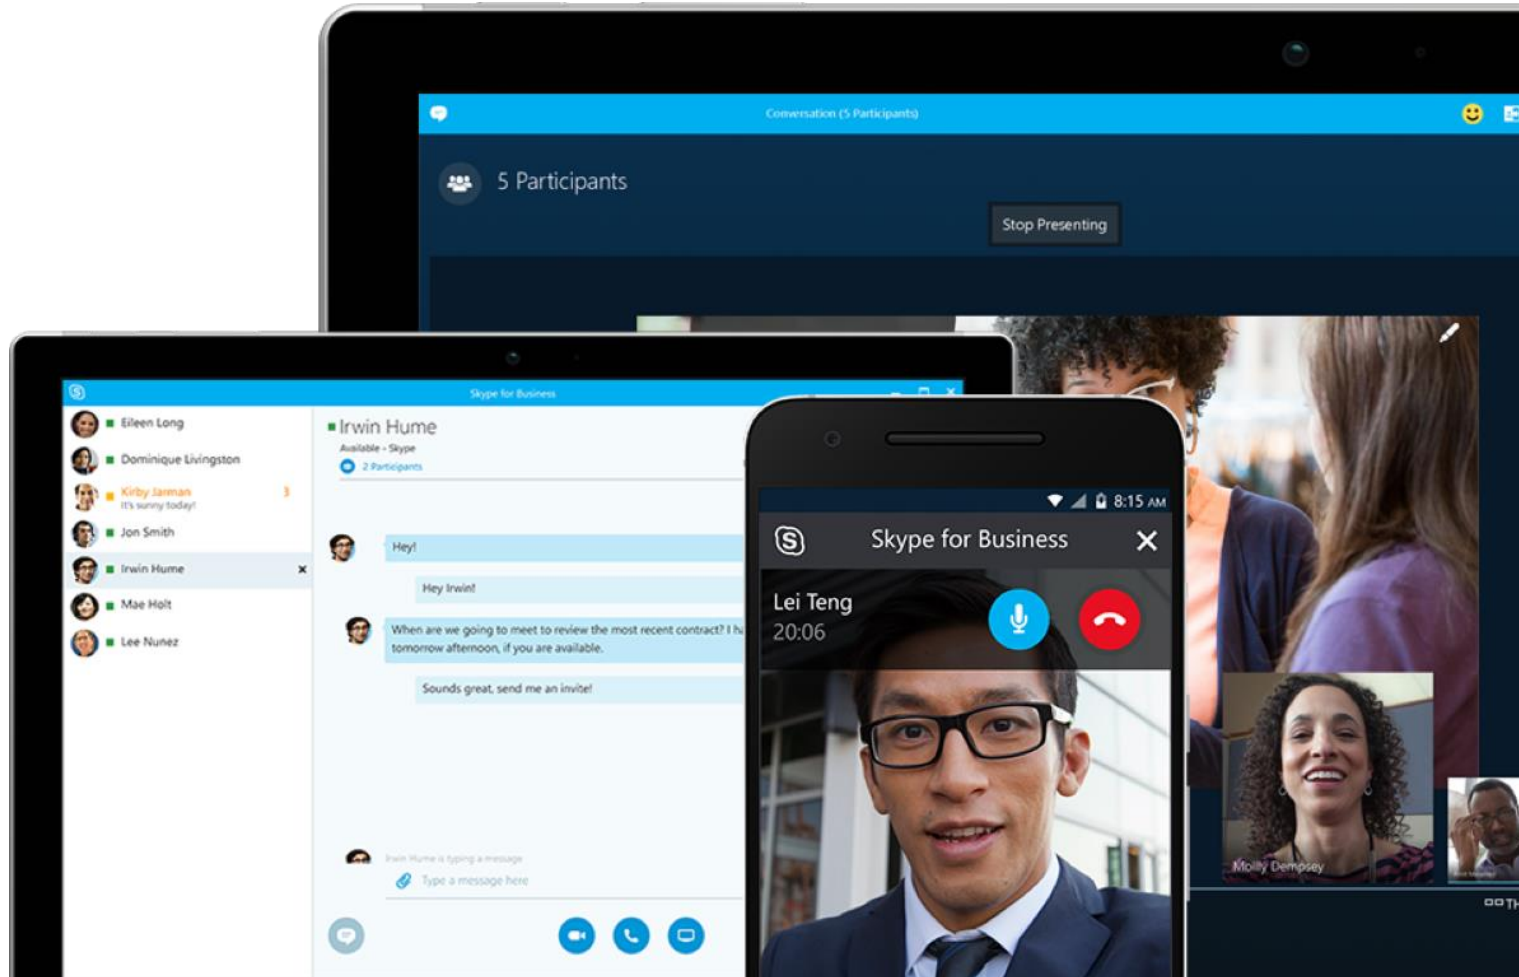 Conversation (5 Participants)
5 Participants
Stop Presenting
Skype for Business
Eileen Long
Dominique Livingston
Kirby Jarman 3
It's sunny today!
Jon Smith
Irwin Hume
Mae Holt
Lee Nunez
Irwin Hume
Available - Skype
2 Participants
Hey!
Hey Irwin!
When are we going to meet to review the most recent contract? I ha
tomorrow afternoon, if you are available.
Sounds great, send me an invite!
Irwin Hume is typing a message
Type a message here
8:15 AM
Skype for Business
Lei Teng
20:06
Molly Dempsey
TH